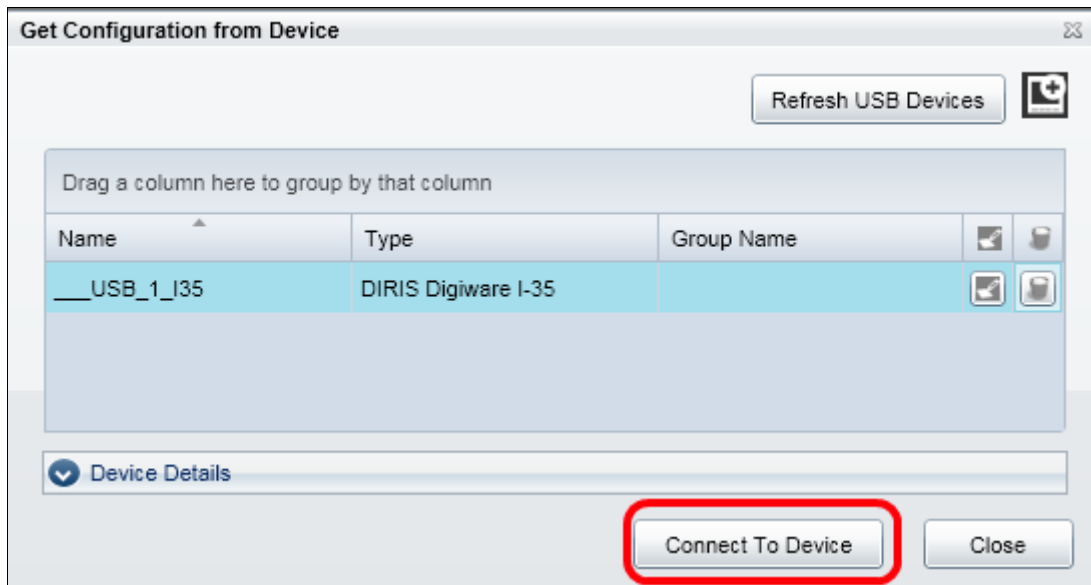 Get Configuration from Device
Refresh USB Devices
Drag a column here to group by that column
Name Type Group Name
___USB_1_I35 DIRIS Digiware I-35
Device Details
Connect To Device Close